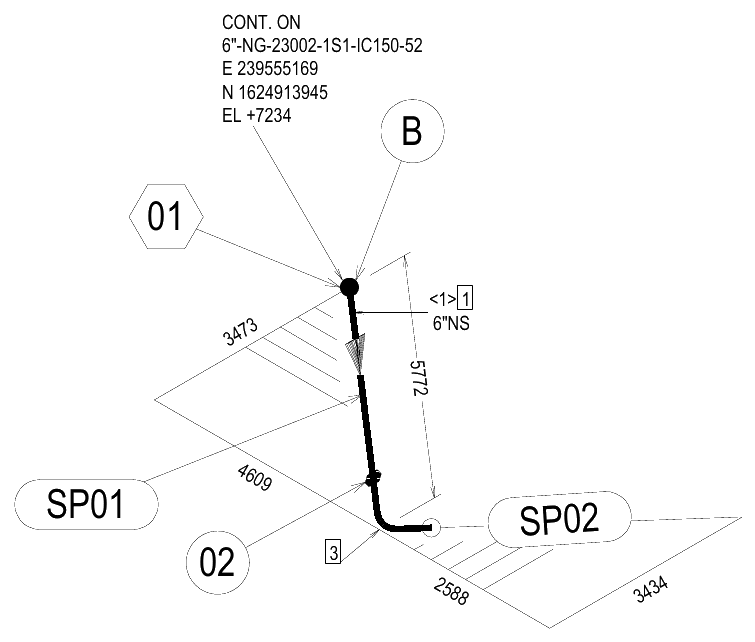 CONT. ON
6"-NG-23002-1S1-IC150-52
E 239555169
N 1624913945
EL +7234
B
01
<1> 1
6"NS
3473
5772
4609
SP01
SP02
02
3
2588
3434